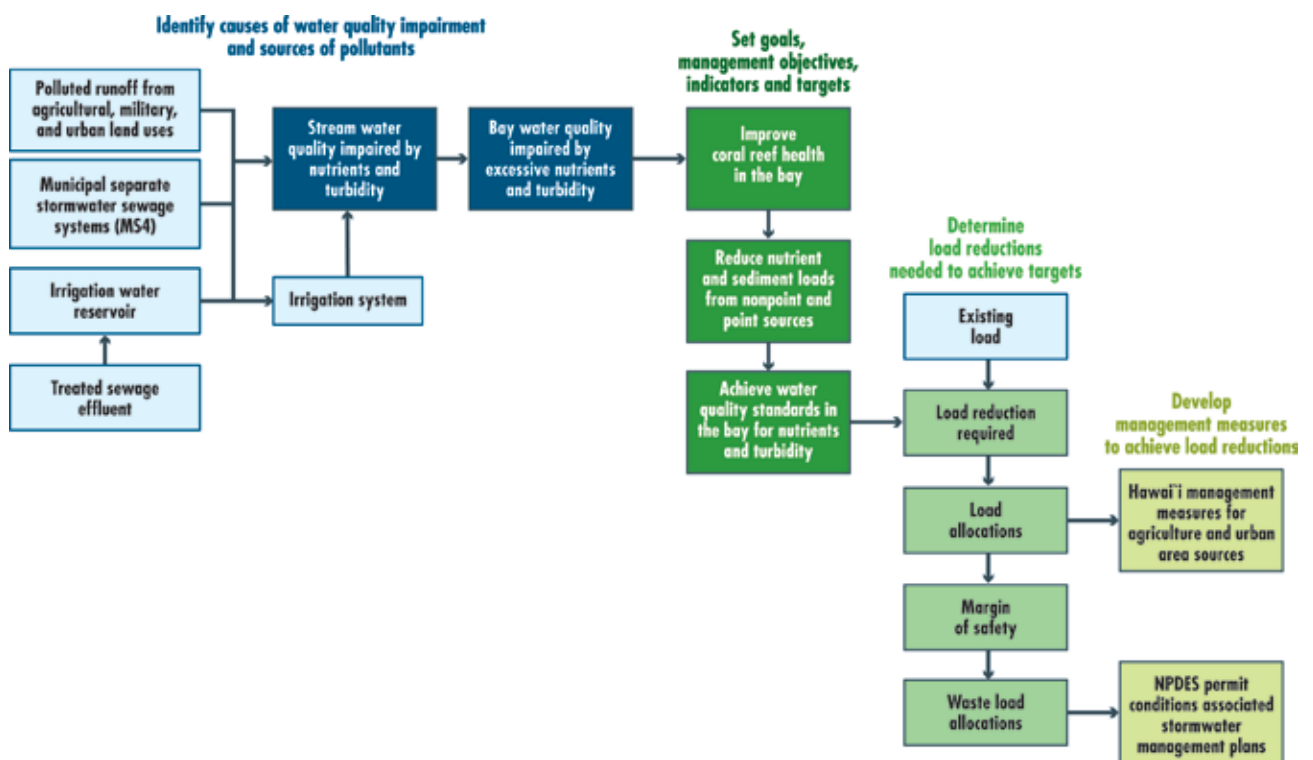 Identify causes of water quality impairment
and sources of pollutants
Polluted runoff from
agricultural, military,
and urban land uses
Municipal separate
stormwater sewage
systems (MS4)
Irrigation water
reservoir
Treated sewage
effluent
Stream water
quality impaired by
nutrients and
turbidity
Irrigation system
Bay water quality
impaired by
excessive nutrients
and turbidity
Set goals,
management objectives,
indicators and targets
Improve
coral reef health
in the bay
Reduce nutrient
and sediment loads
from nonpoint and
point sources
Achieve water
quality standards in
the bay for nutrients
and turbidity
Determine
load reductions
needed to achieve targets
Existing
load
Load reduction
required
Load
allocations
Margin
of safety
Waste load
allocations
Develop
management measures
to achieve load reductions
Hawai`i management
measures for
agriculture and urban
area sources
NPDES permit
conditions associated
stormwater
management plans